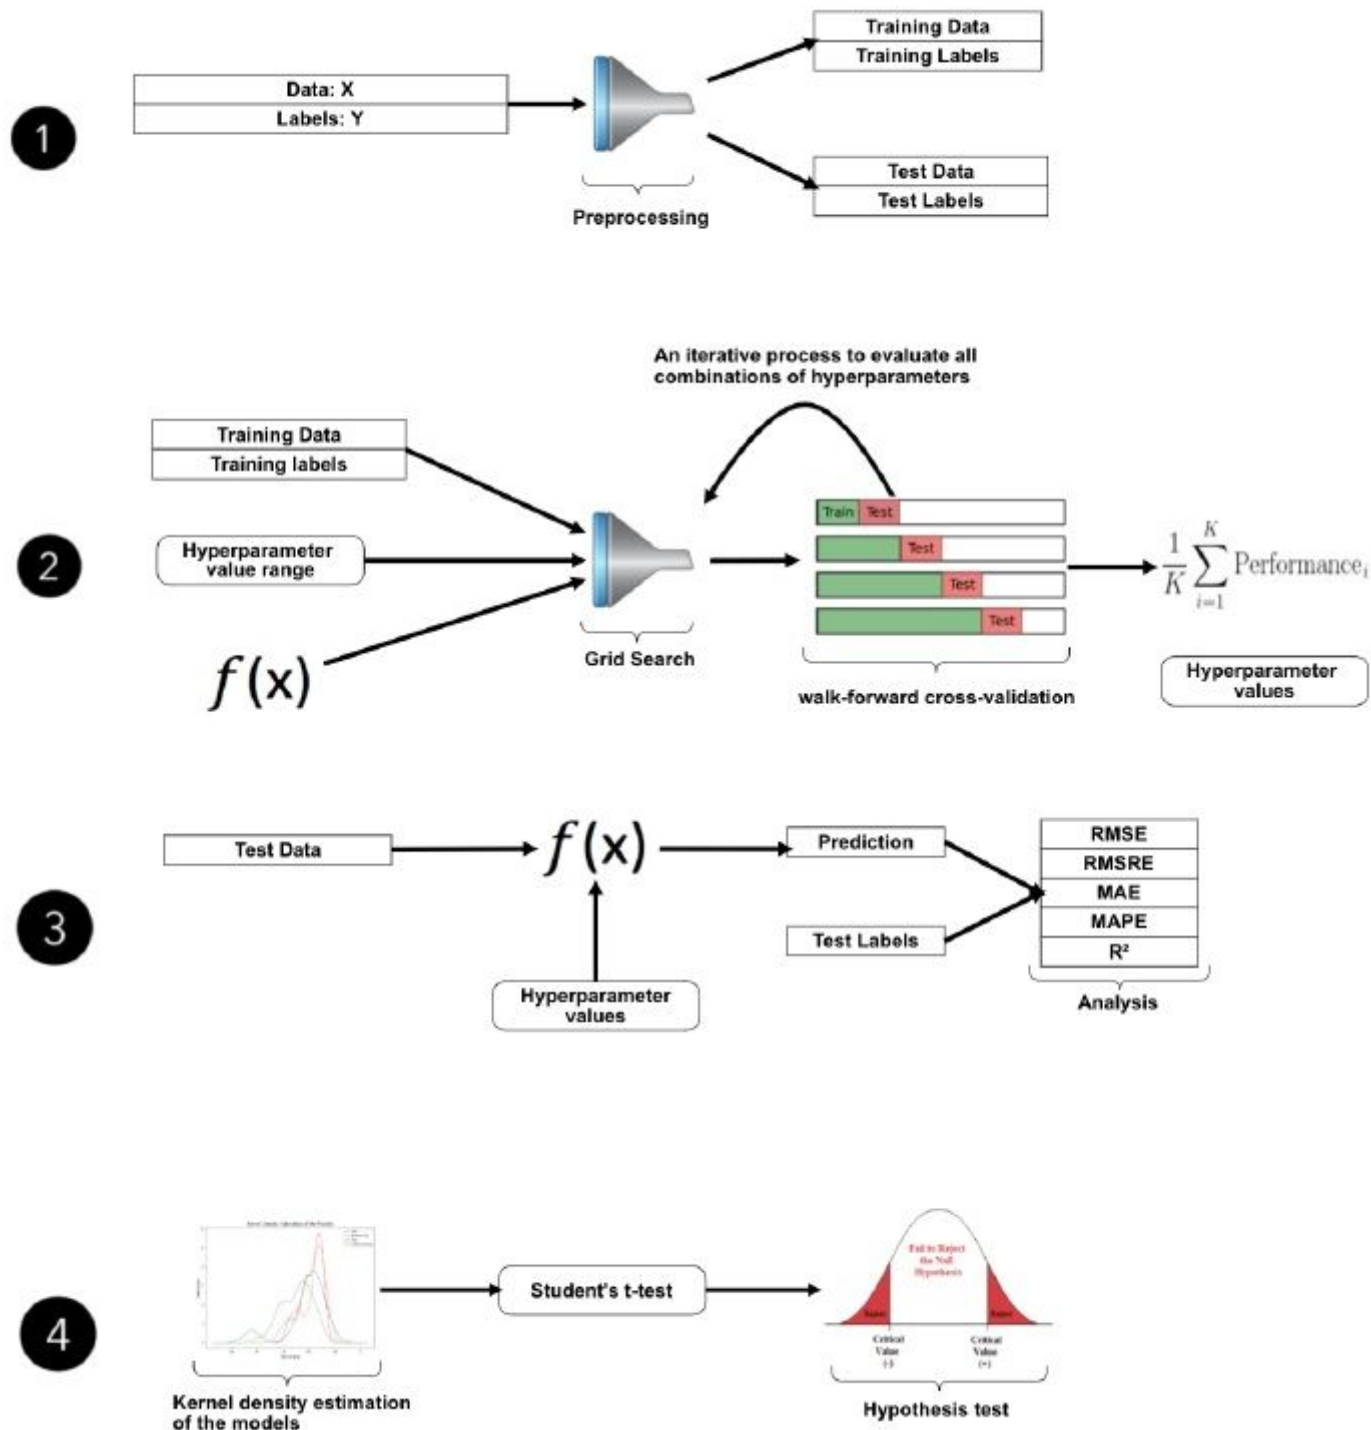 1
Data: X
Labels: Y
Preprocessing
Training Data
Training Labels
Test Data
Test Labels
2
An iterative process to evaluate all
combinations of hyperparameters
Training Data
Training labels
Hyperparameter
value range
f(x)
Grid Search
Train Test
Test
Test
Test
walk-forward cross-validation
1/K K∑i=1 Performanceᵢ
Hyperparameter
values
3
Test Data
f(x)
Hyperparameter
values
Prediction
Test Labels
RMSE
RMSRE
MAE
MAPE
R²
Analysis
4
Kernel density estimation
of the models
Student's t-test
Fail to Reject
the Null
Hypothesis
Reject
Reject
Critical
Value
(-)
Critical
Value
(+)
Hypothesis test